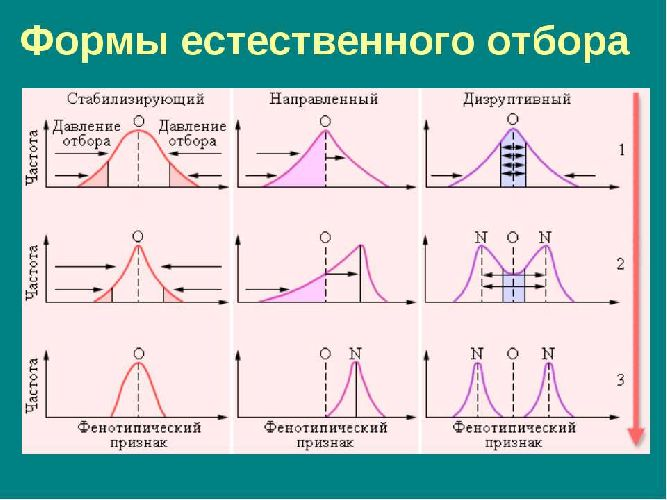 Формы естественного отбора
Стабилизирующий
Направленный
Дизруптивный
Частота
Давление
отбора
O
Давление
отбора
O
O
1
Частота
O
O
N O N
2
Частота
O
O N
N O N
3
Фенотипический
признак
Фенотипический
признак
Фенотипический
признак